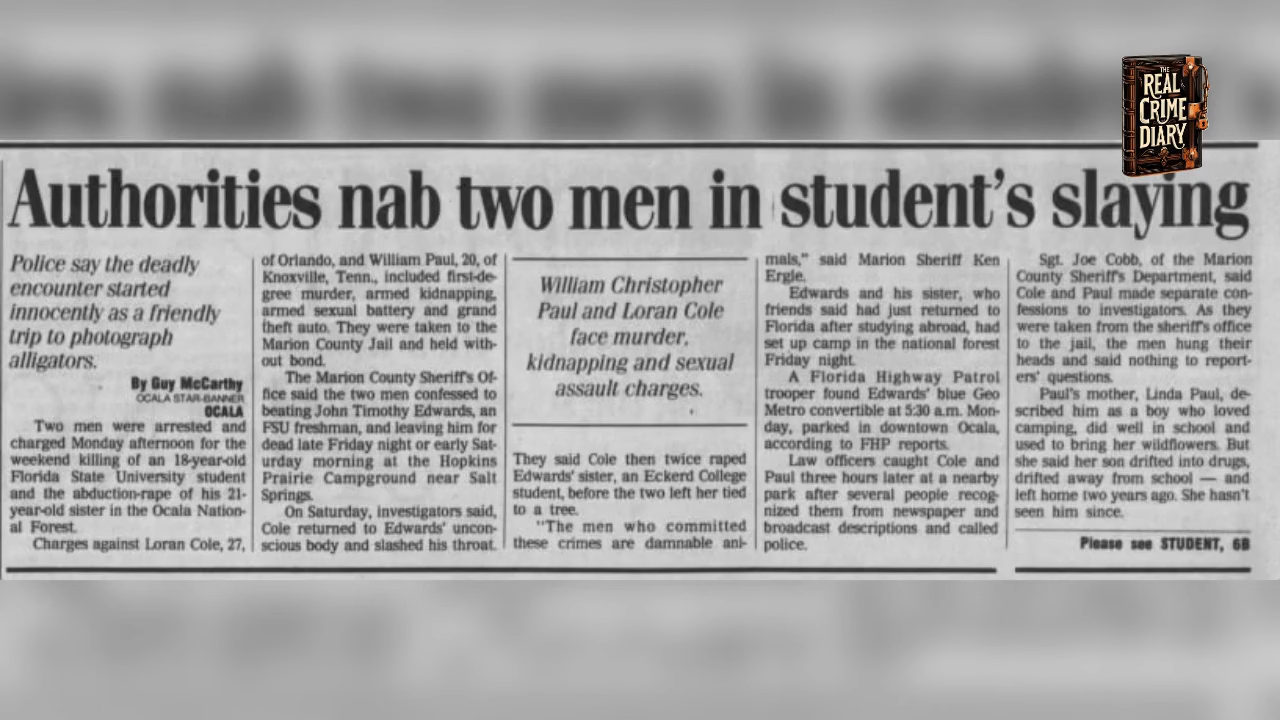 THE
REAL
CRIME
DIARY
Authorities nab two men in student's slaying
Police say the deadly
encounter started
innocently as a friendly
trip to photograph
alligators.
By Guy McCarthy
OCALA STAR-BANNER
OCALA
Two men were arrested and
charged Monday afternoon for the
weekend killing of an 18-year-old
Florida State University student
and the abduction-rape of his 21-
year-old sister in the Ocala Nation-
al Forest.
Charges against Loran Cole, 27,
of Orlando, and William Paul, 20, of
Knoxville, Tenn., included first-de-
gree murder, armed kidnapping,
armed sexual battery and grand
theft auto. They were taken to the
Marion County Jail and held with-
out bond.
The Marion County Sheriff's Of-
fice said the two men confessed to
beating John Timothy Edwards, an
FSU freshman, and leaving him for
dead late Friday night or early Sat-
urday morning at the Hopkins
Prairie Campground near Salt
Springs.
On Saturday, investigators said,
Cole returned to Edwards' uncon-
scious body and slashed his throat.
William Christopher
Paul and Loran Cole
face murder,
kidnapping and sexual
assault charges.
They said Cole then twice raped
Edwards' sister, an Eckerd College
student, before the two left her tied
to a tree.
"The men who committed
these crimes are damnable ani-
mals," said Marion Sheriff Ken
Ergle.
Edwards and his sister, who
friends said had just returned to
Florida after studying abroad, had
set up camp in the national forest
Friday night.
A Florida Highway Patrol
trooper found Edwards' blue Geo
Metro convertible at 5:30 a.m. Mon-
day, parked in downtown Ocala,
according to FHP reports.
Law officers caught Cole and
Paul three hours later at a nearby
park after several people recog-
nized them from newspaper and
broadcast descriptions and called
police.
Sgt. Joe Cobb, of the Marion
County Sheriff's Department, said
Cole and Paul made separate con-
fessions to investigators. As they
were taken from the sheriff's office
to the jail, the men hung their
heads and said nothing to report-
ers' questions.
Paul's mother, Linda Paul, de-
scribed him as a boy who loved
camping, did well in school and
used to bring her wildflowers. But
she said her son drifted into drugs,
drifted away from school — and
left home two years ago. She hasn't
seen him since.
Please see STUDENT, 6B